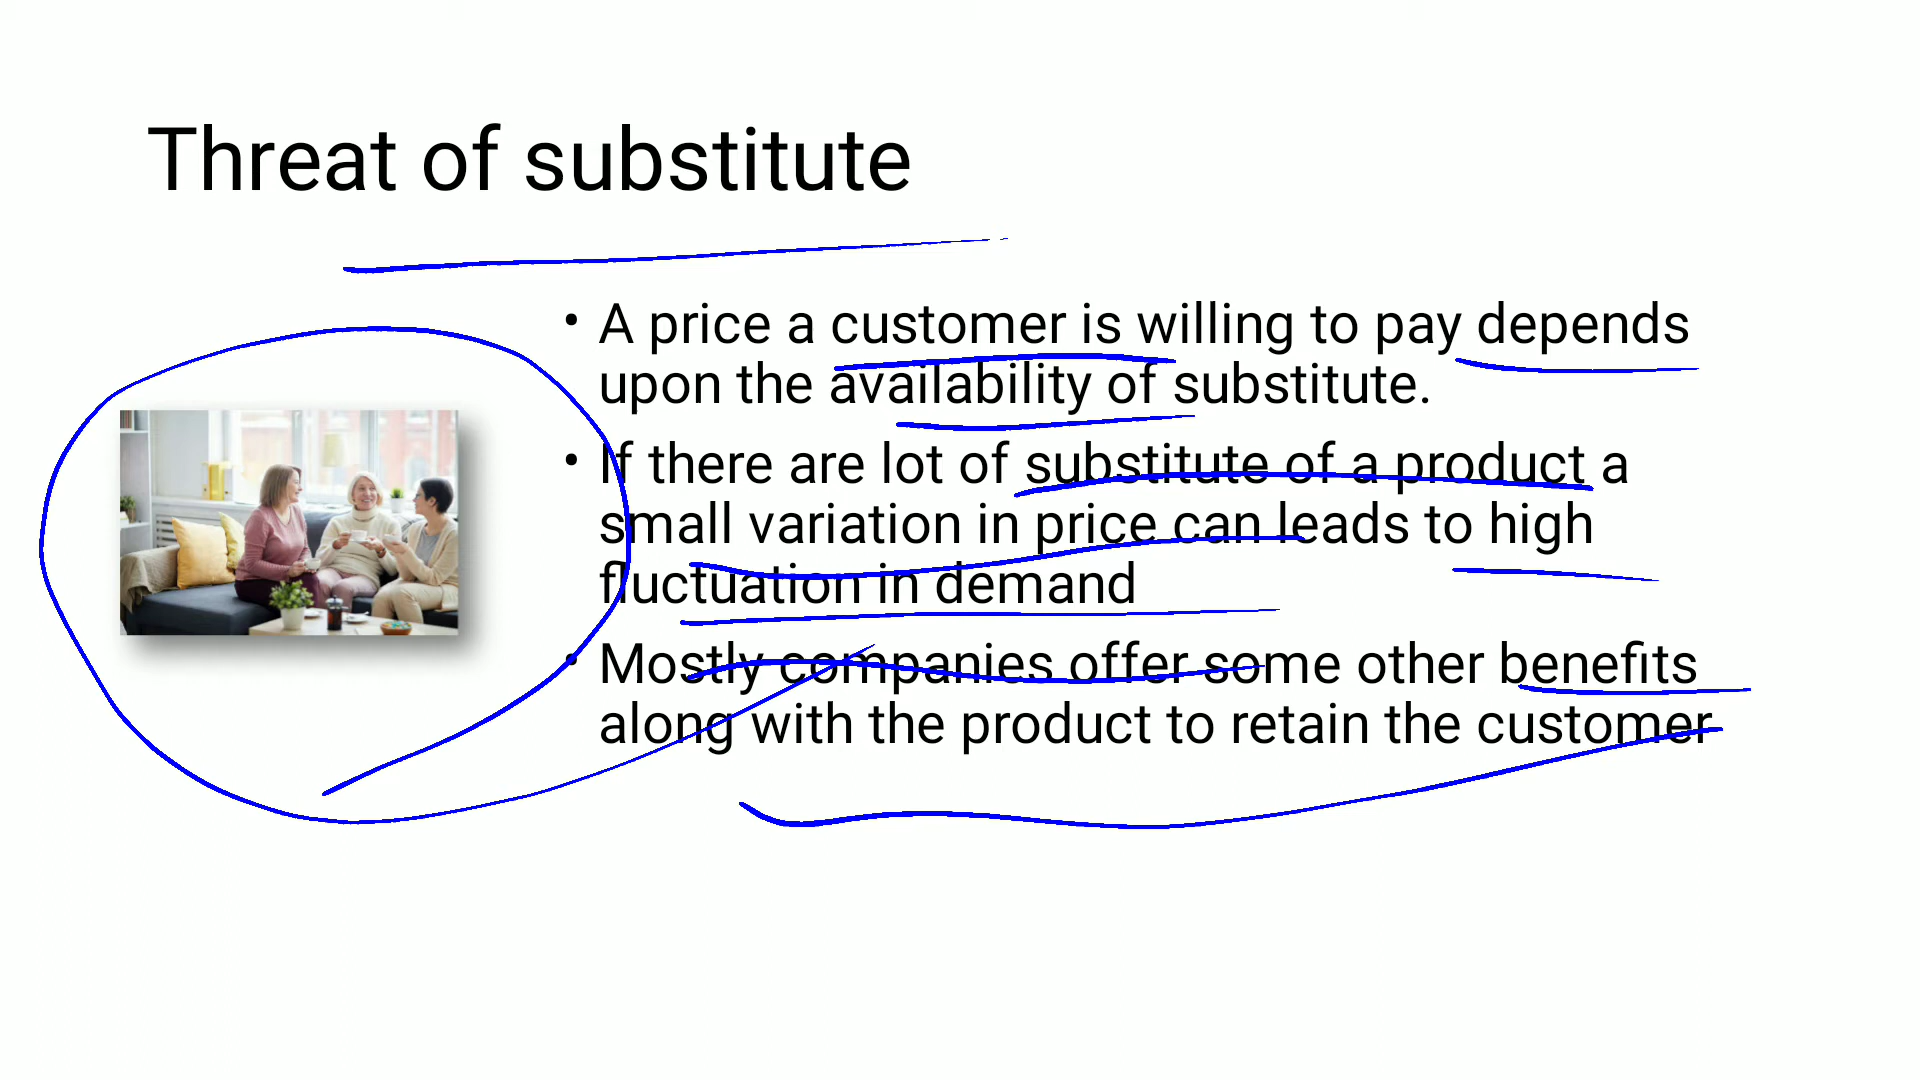 Threat of substitute
• A price a customer is willing to pay depends
upon the availability of substitute.
• If there are lot of substitute of a product a
small variation in price can leads to high
fluctuation in demand
• Mostly companies offer some other benefits
along with the product to retain the customer